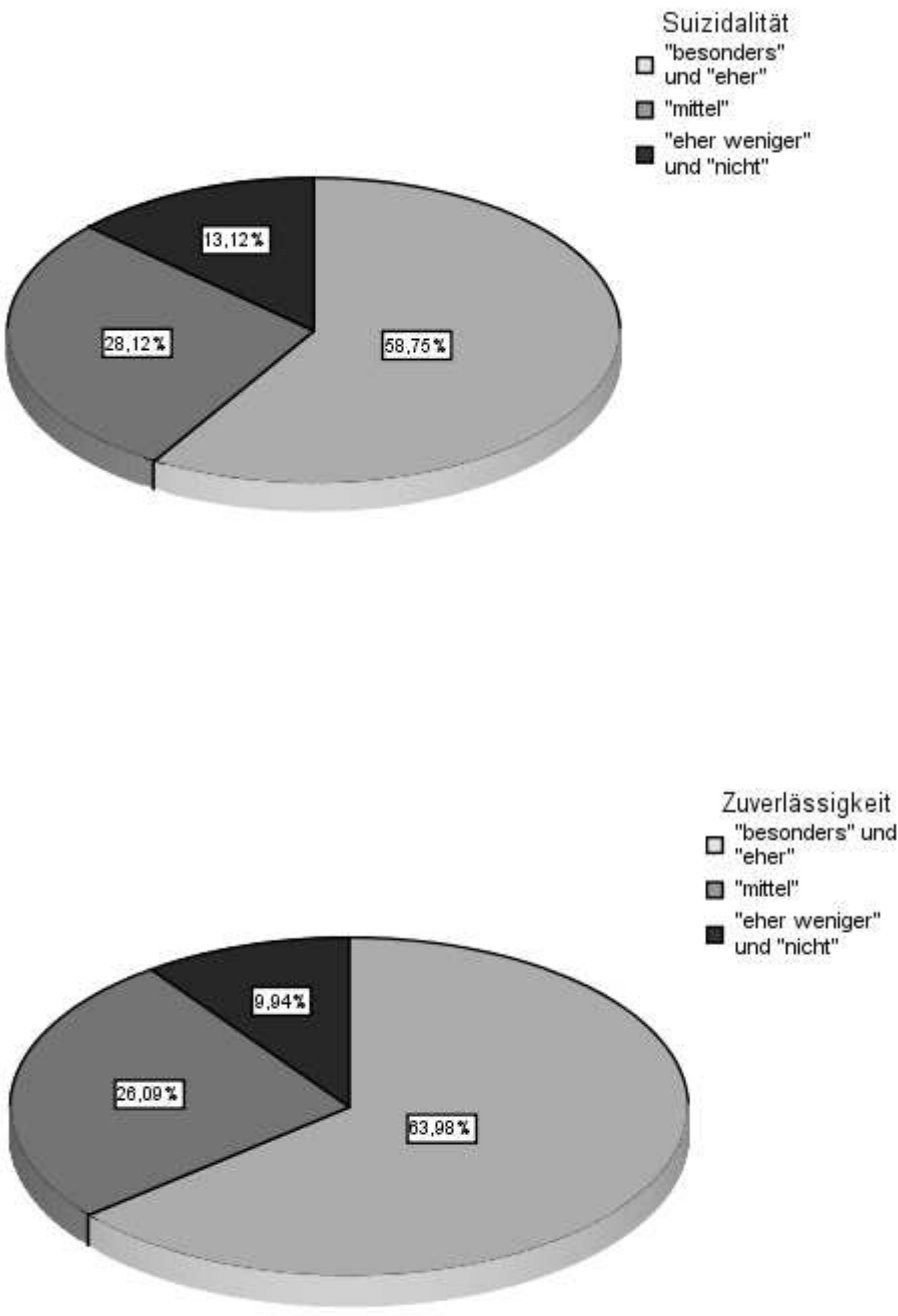 Suizidalität
"besonders"
und "eher"
"mittel"
"eher weniger"
und "nicht"
13,12%
28,12%
58,75%
Zuverlässigkeit
"besonders" und
"eher"
"mittel"
"eher weniger"
und "nicht"
9,94%
26,09%
63,98%